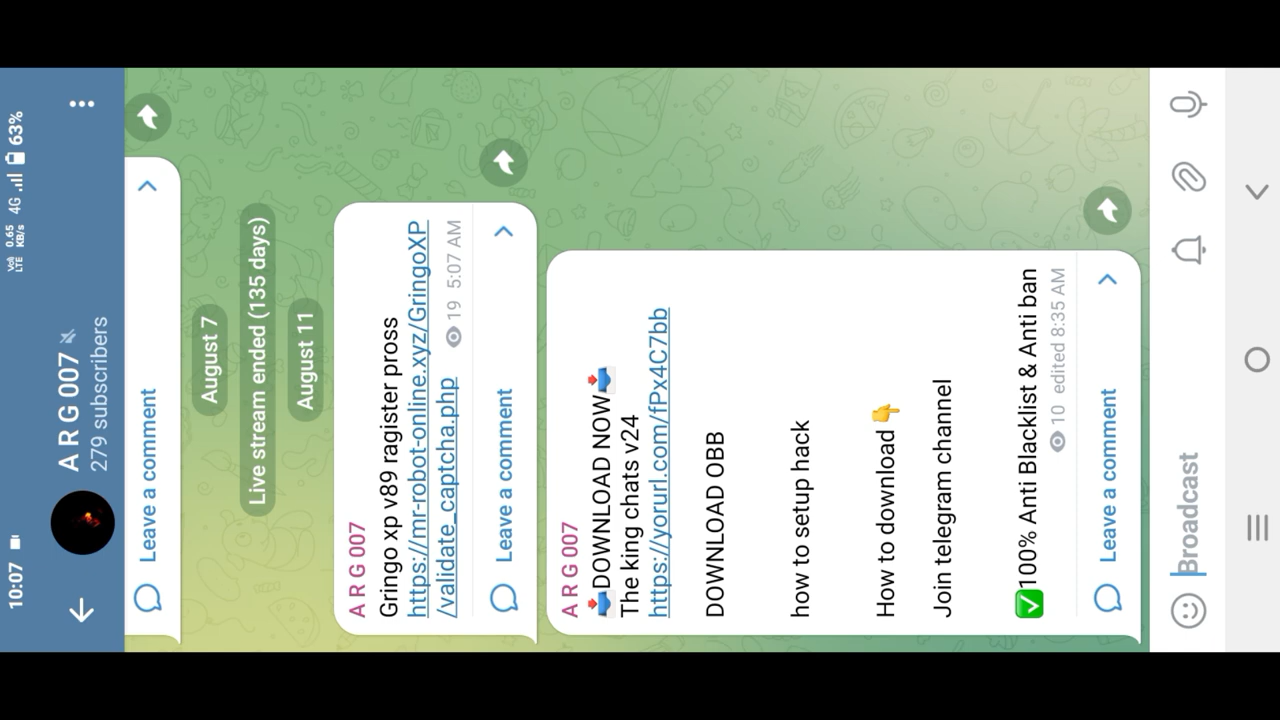 10:07
Vo) 0.65 4G 63%
LTE KB/s
A R G 007
279 subscribers
Leave a comment
August 7
Live stream ended (135 days)
August 11
A R G 007
Gringo xp v89 ragister pross
https://mr-robot-online.xyz/GringoXP
/validate_captcha.php
19 5:07 AM
Leave a comment
A R G 007
📥DOWNLOAD NOW📥
The king chats v24
https://yorurl.com/fPx4C7bb
DOWNLOAD OBB
how to setup hack
How to download 👇
Join telegram channel
✅100% Anti Blacklist & Anti ban
10 edited 8:35 AM
Leave a comment
Broadcast